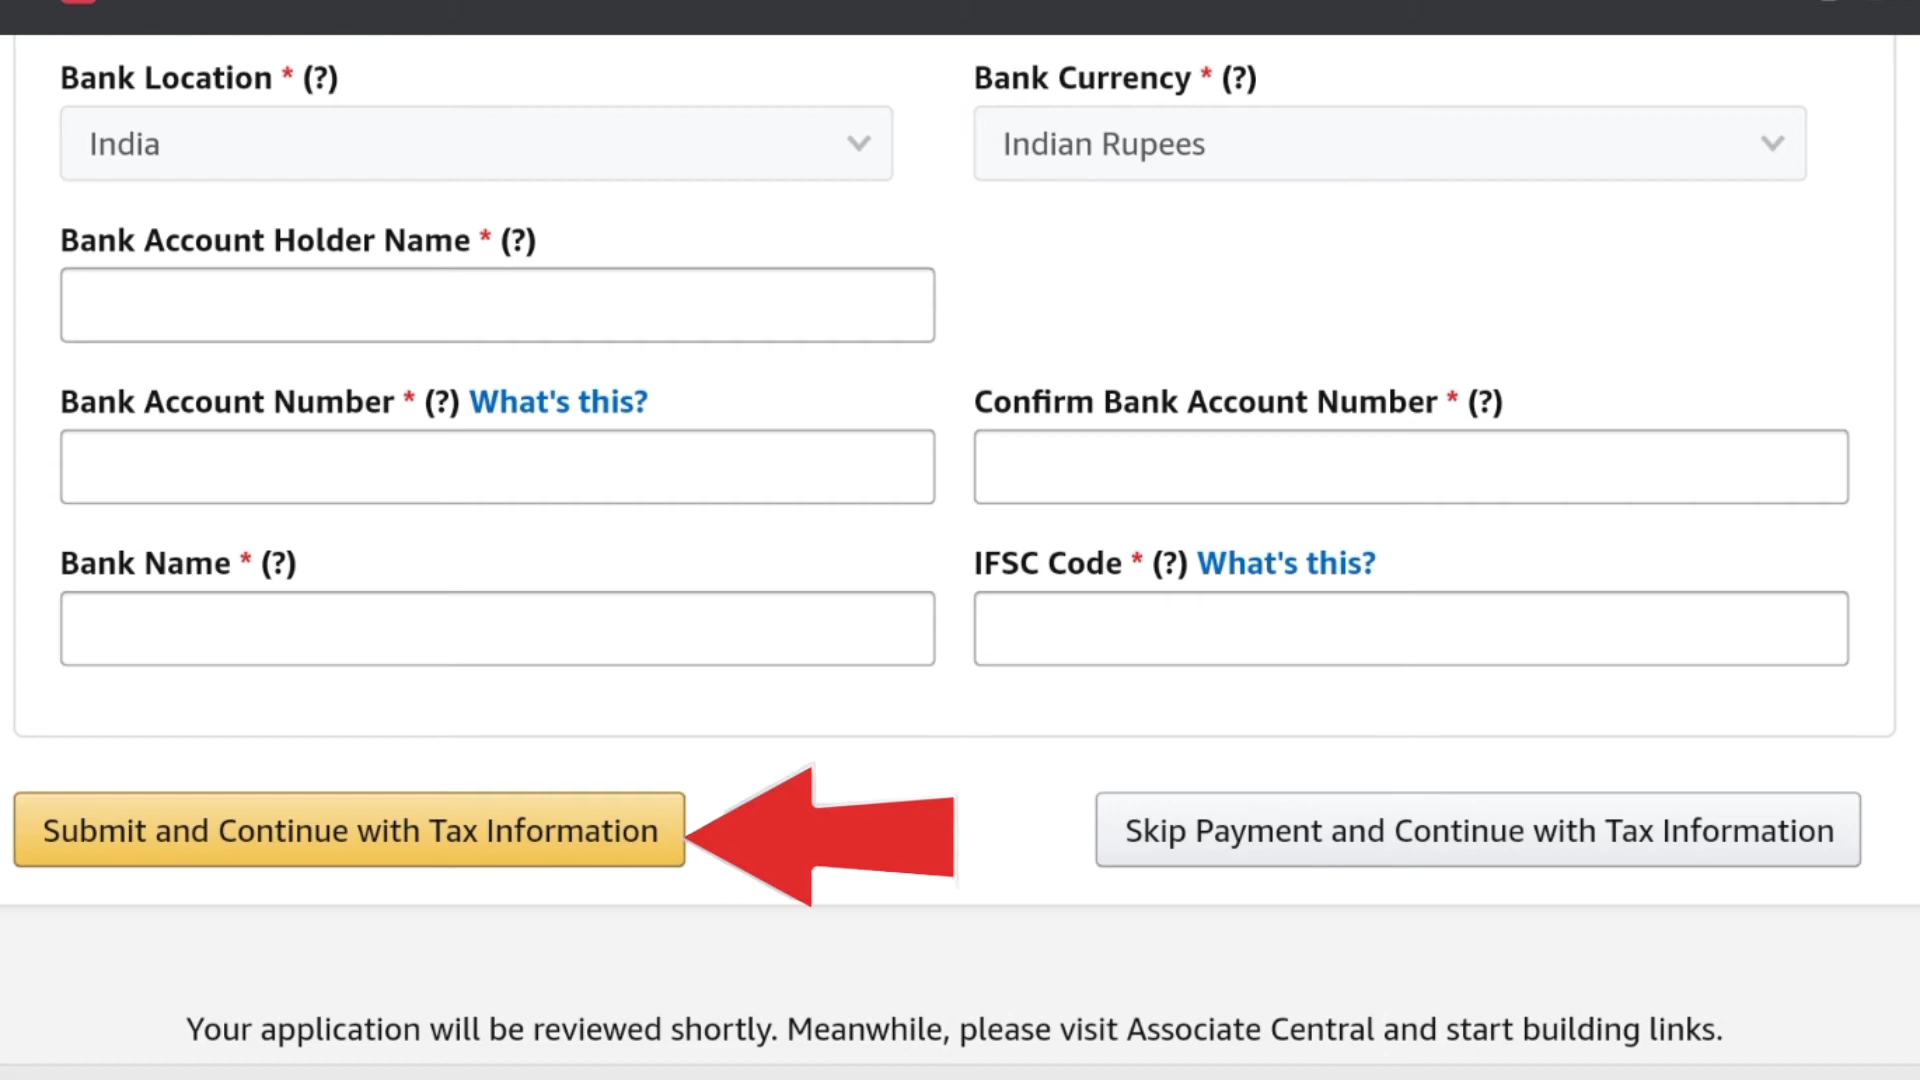 Bank Location * (?)
Bank Currency * (?)
India
Indian Rupees
Bank Account Holder Name * (?)
Bank Account Number * (?) What's this?
Confirm Bank Account Number * (?)
Bank Name * (?)
IFSC Code * (?) What's this?
Submit and Continue with Tax Information
Skip Payment and Continue with Tax Information
Your application will be reviewed shortly. Meanwhile, please visit Associate Central and start building links.